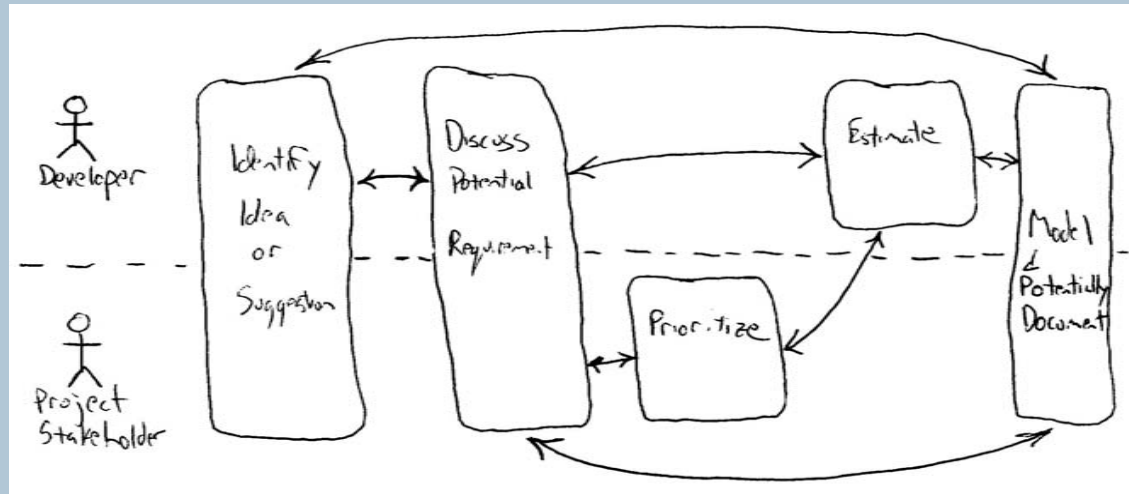 Developer
Project
Stakeholder
Identify
Idea
or
Suggestion
Discuss
Potential
Requirement
Prioritize
Estimate
Model
&
Potentially
Document